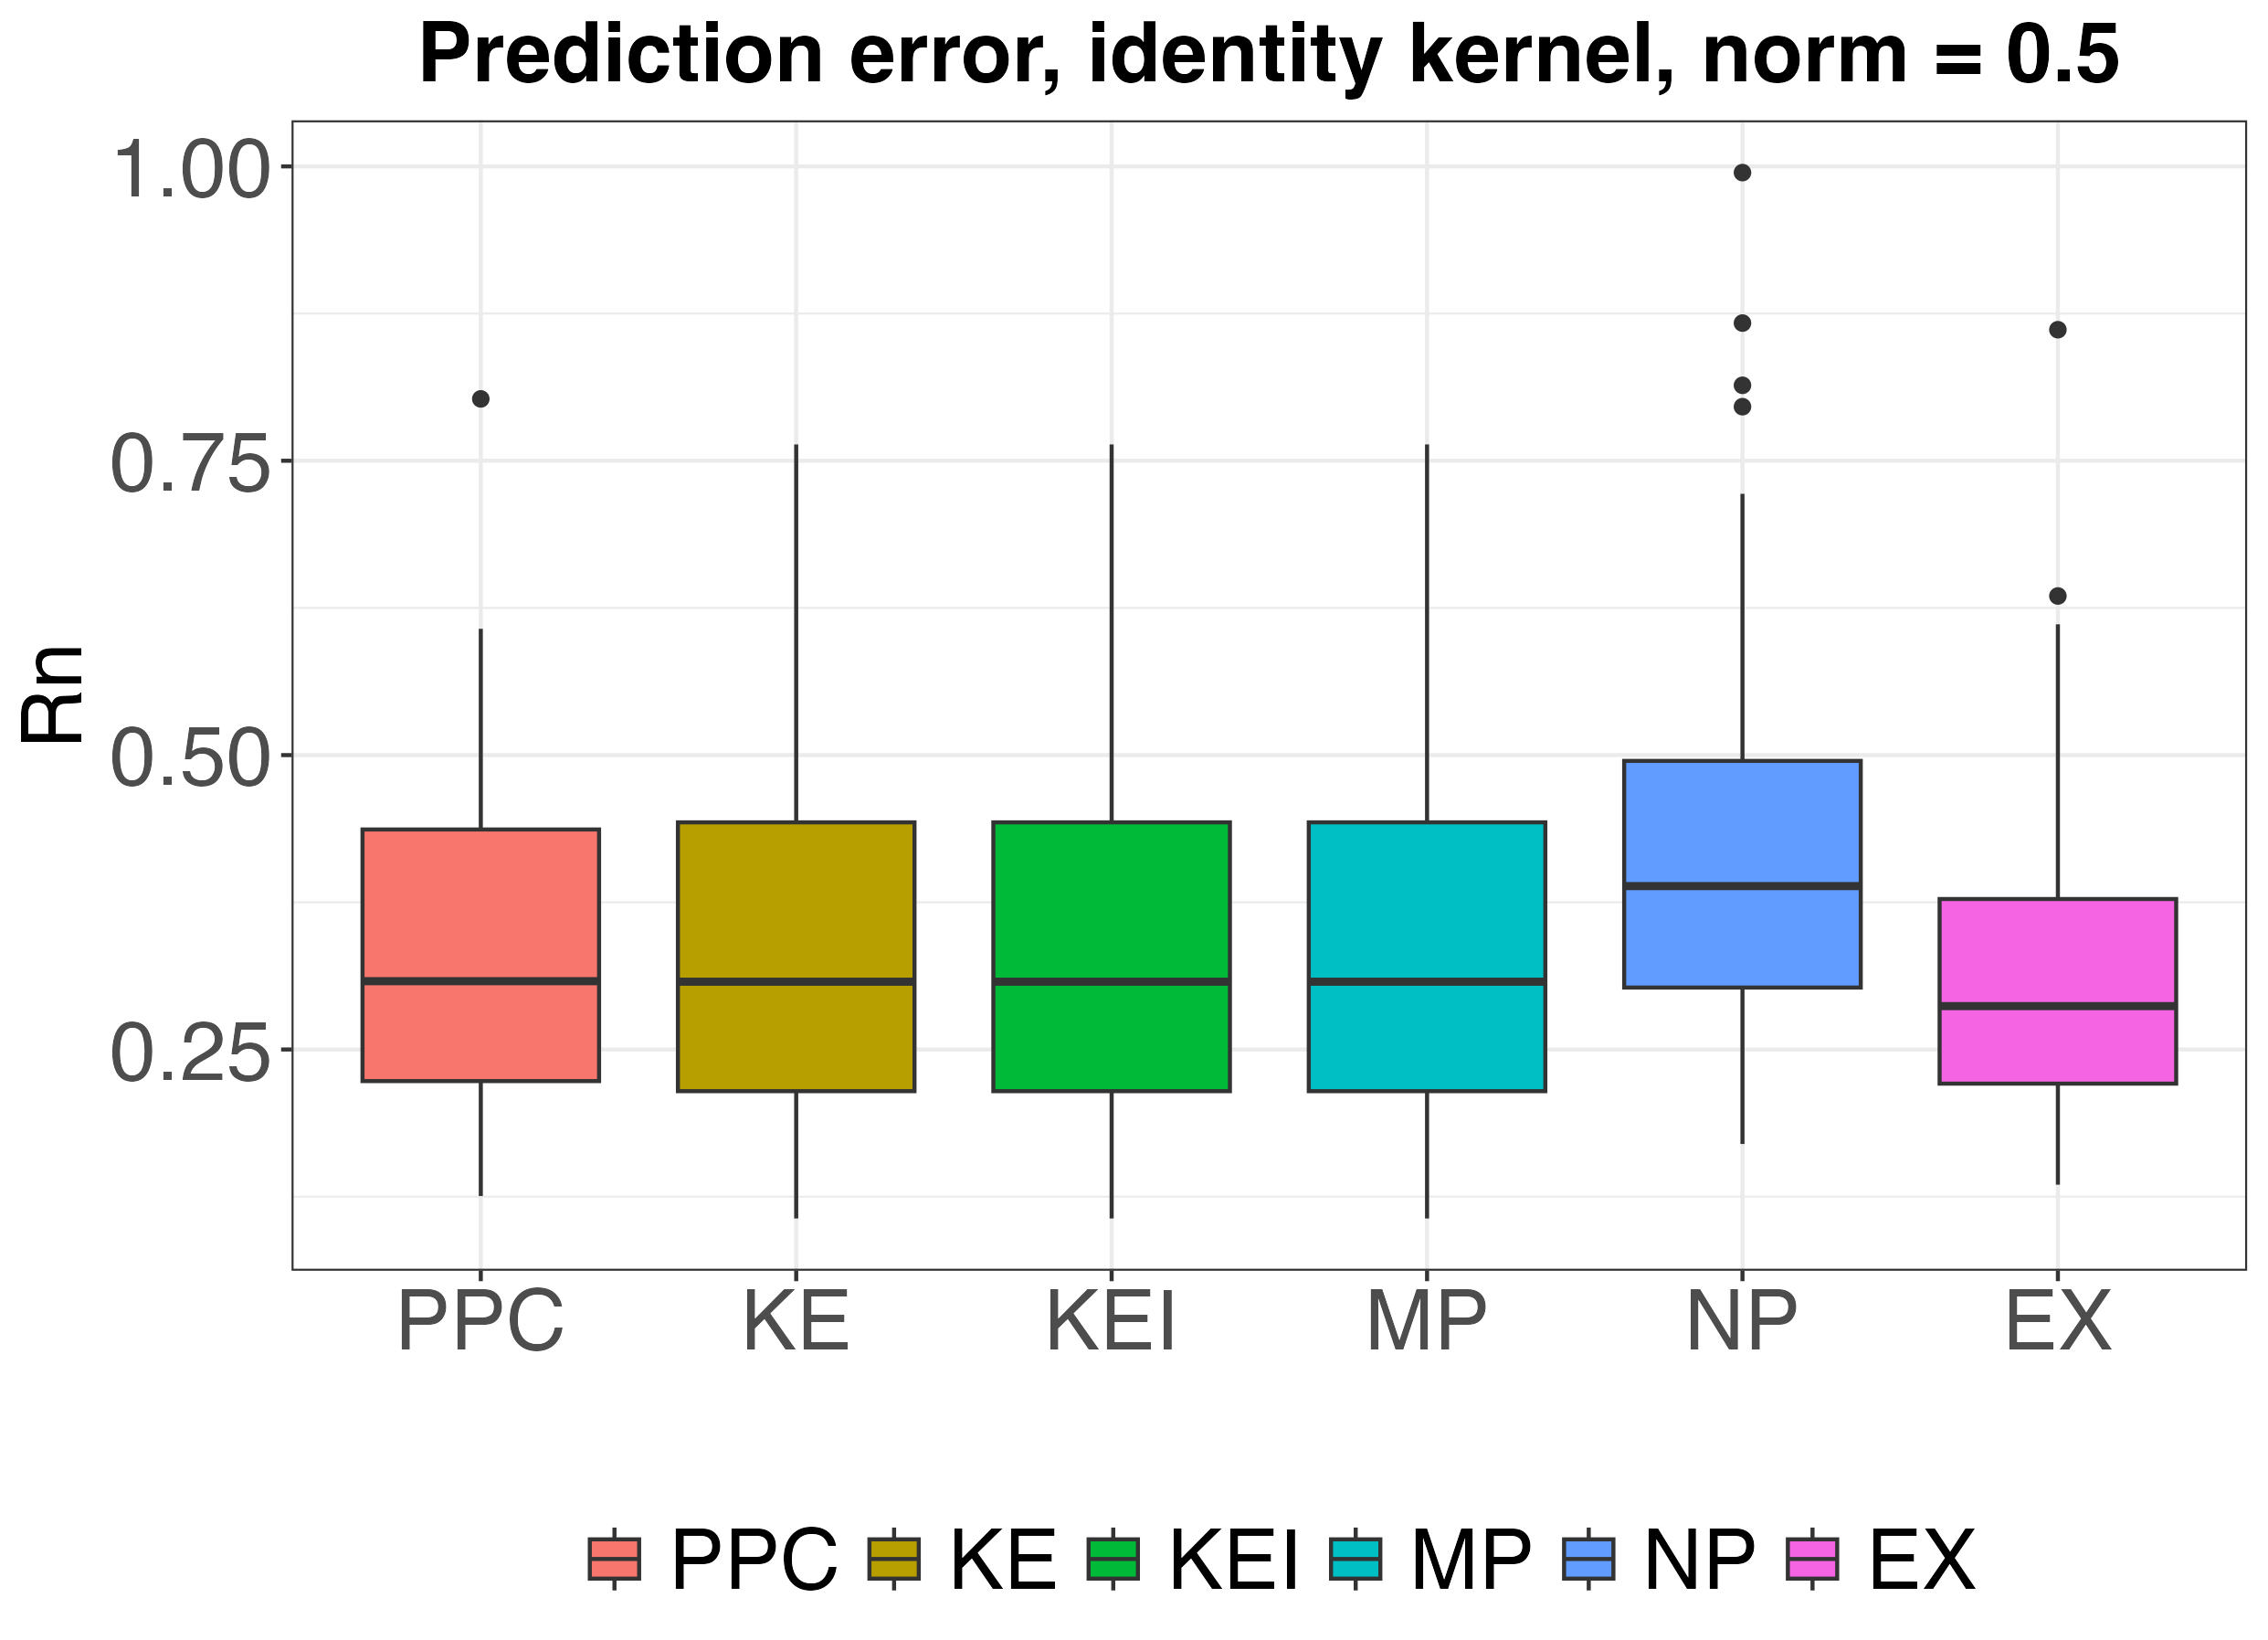 Prediction error, identity kernel, norm = 0.5
1.00
0.75
0.50
0.25
Rn
PPC KE KEI MP NP EX
PPC KE KEI MP NP EX